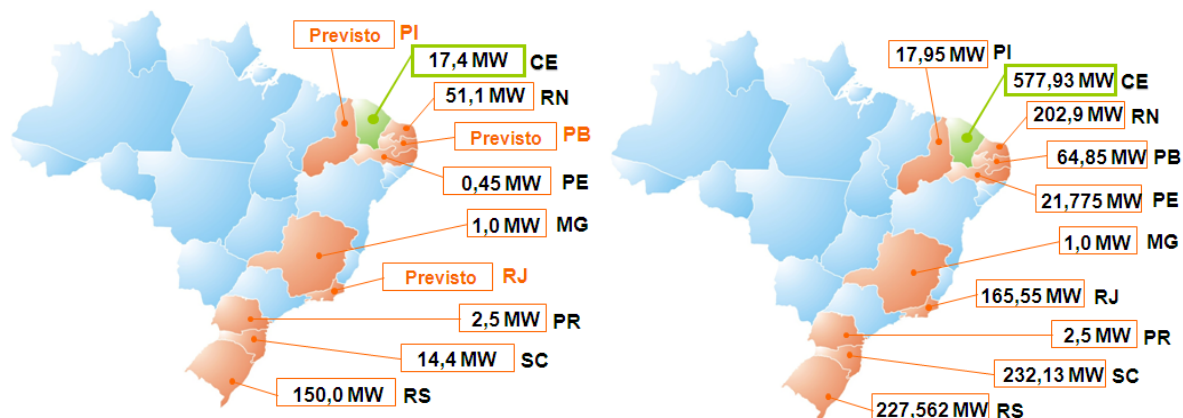 Previsto PI
17,4 MW CE
51,1 MW RN
Previsto PB
0,45 MW PE
1,0 MW MG
Previsto RJ
2,5 MW PR
14,4 MW SC
150,0 MW RS
17,95 MW PI
577,93 MW CE
202,9 MW RN
64,85 MW PB
21,775 MW PE
1,0 MW MG
165,55 MW RJ
2,5 MW PR
232,13 MW SC
227,562 MW RS